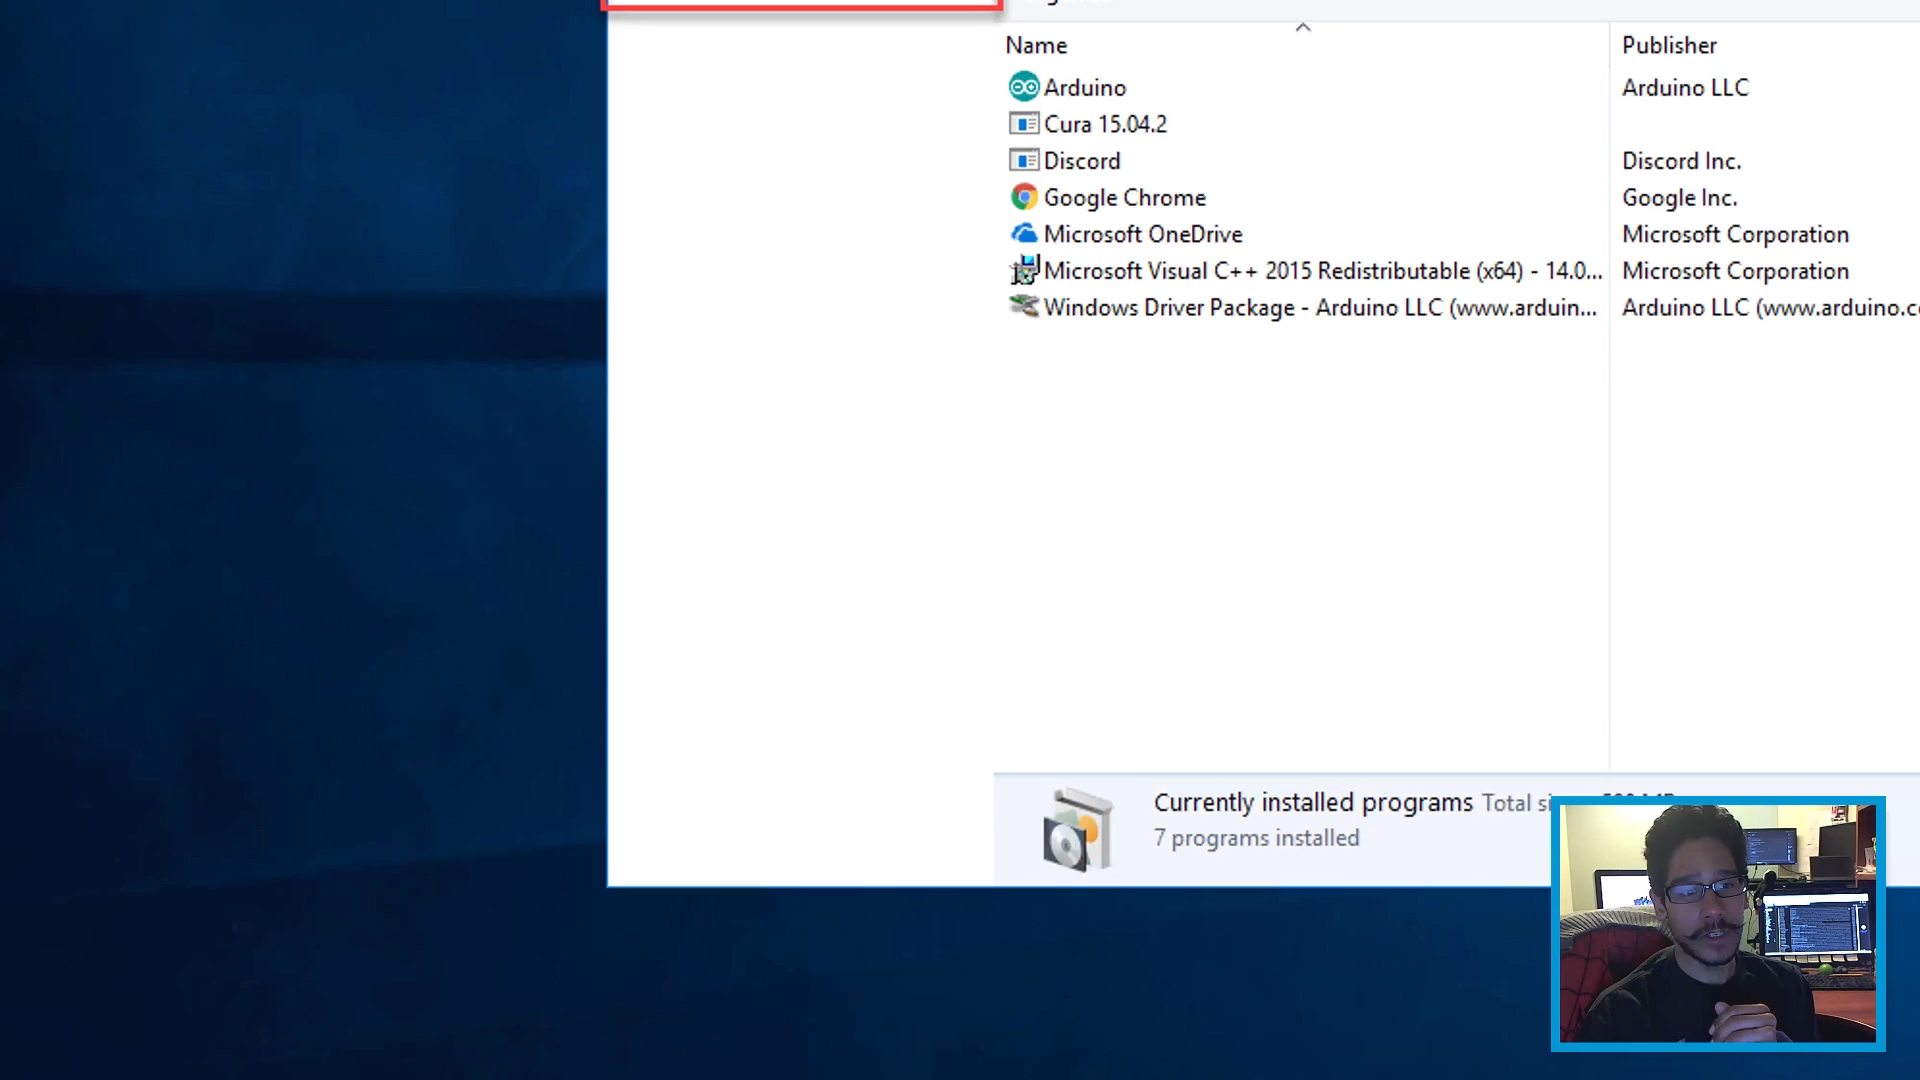 Name Publisher
Arduino Arduino LLC
Cura 15.04.2
Discord Discord Inc.
Google Chrome Google Inc.
Microsoft OneDrive Microsoft Corporation
Microsoft Visual C++ 2015 Redistributable (x64) - 14.0... Microsoft Corporation
Windows Driver Package - Arduino LLC (www.arduin... Arduino LLC (www.arduino.c
Currently installed programs Total
7 programs installed